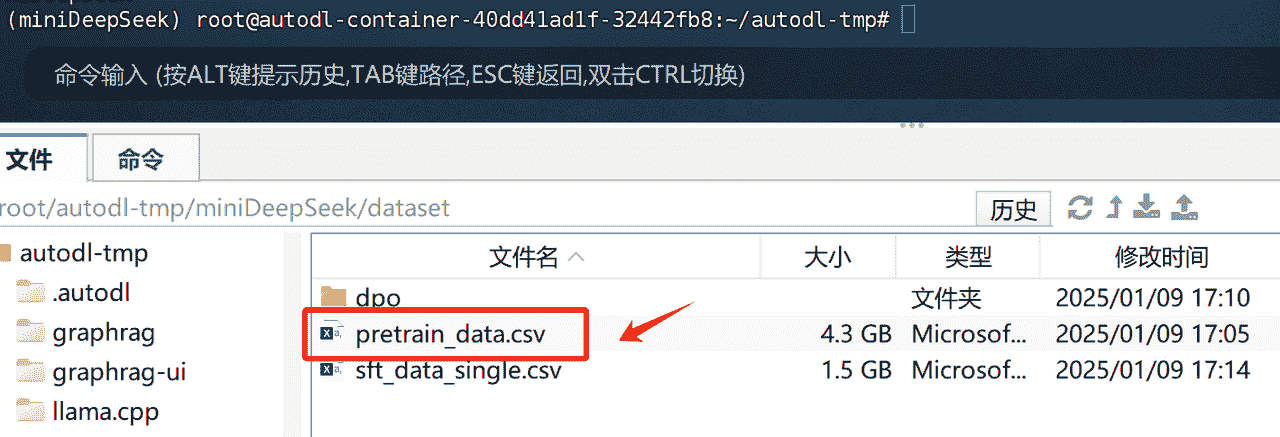 (miniDeepSeek) root@autodl-container-40dd41ad1f-32442fb8:~/autodl-tmp#
命令输入 (按ALT键提示历史,TAB键路径,ESC键返回,双击CTRL切换)
文件 命令
root/autodl-tmp/miniDeepSeek/dataset 历史
autodl-tmp 文件名 大小 类型 修改时间
.autodl dpo 文件夹 2025/01/09 17:10
graphrag pretrain_data.csv 4.3 GB Microsof... 2025/01/09 17:05
graphrag-ui sft_data_single.csv 1.5 GB Microsof... 2025/01/09 17:14
llama.cpp